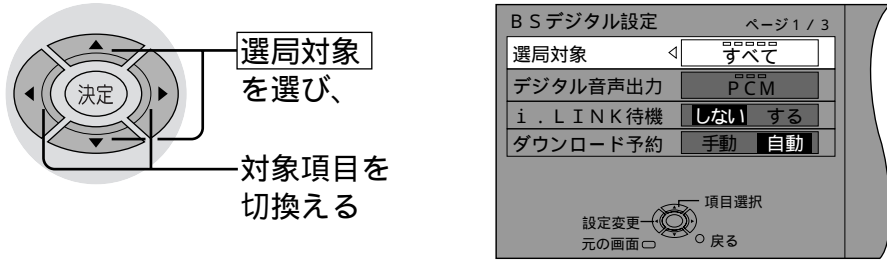 決定
選局対象
を選び、
対象項目を
切換える
BSデジタル設定 ページ1/3
選局対象 すべて
デジタル音声出力 PCM
i.LINK待機 しない する
ダウンロード予約 手動 自動
項目選択
設定変更
元の画面 戻る